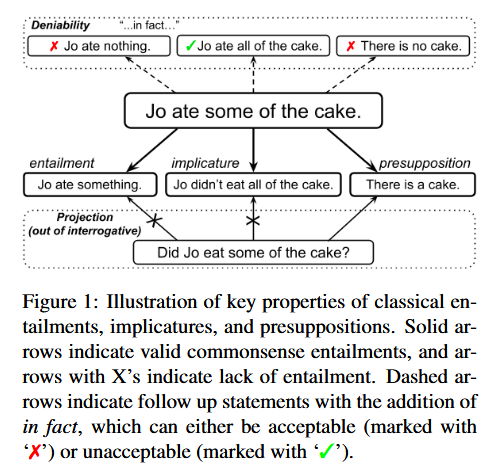 Deniability "...in fact..."
✗ Jo ate nothing. ✓Jo ate all of the cake. ✗ There is no cake.
Jo ate some of the cake.
entailment implicature presupposition
Jo ate something. Jo didn't eat all of the cake. There is a cake.
Projection
(out of interrogative)
Did Jo eat some of the cake?
Figure 1: Illustration of key properties of classical en-
tailments, implicatures, and presuppositions. Solid ar-
rows indicate valid commonsense entailments, and ar-
rows with X's indicate lack of entailment. Dashed ar-
rows indicate follow up statements with the addition of
in fact, which can either be acceptable (marked with
‘✗’) or unacceptable (marked with ‘✓’).